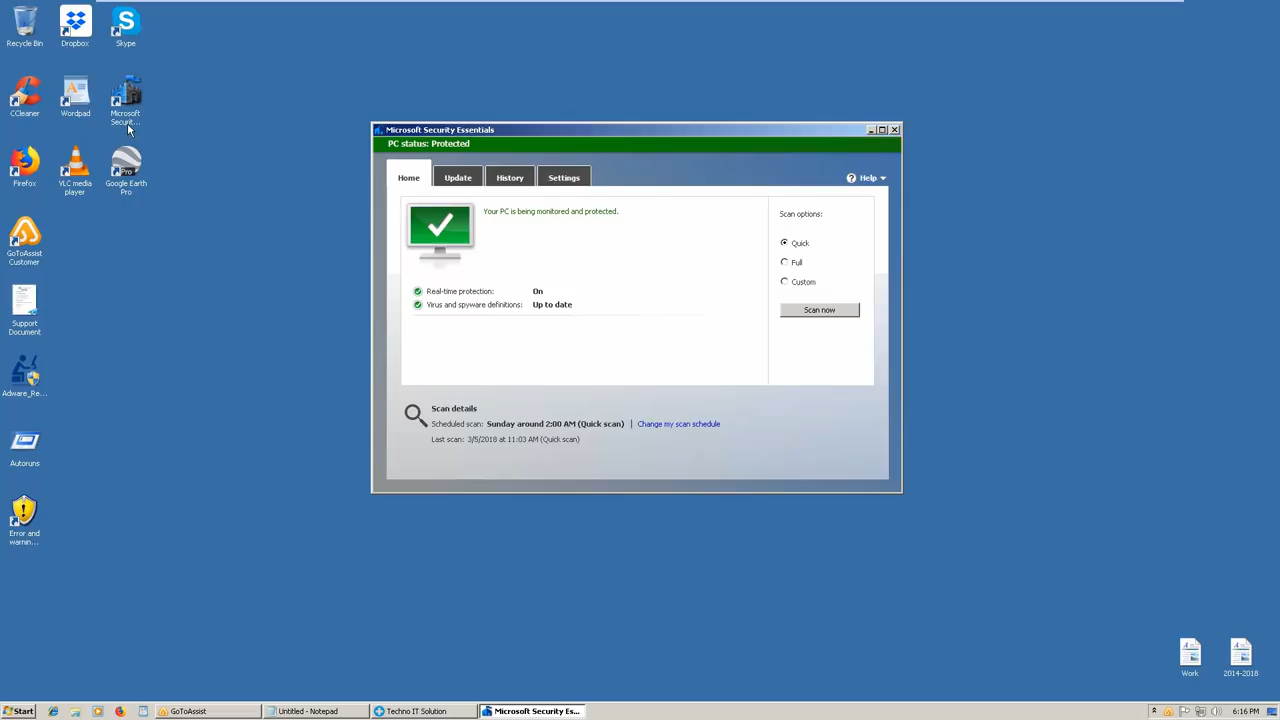 Recycle Bin
Dropbox
Skype
CCleaner
Wordpad
Microsoft
Securit...
Firefox
VLC media
player
Pro
Google Earth
Pro
GoToAssist
Customer
Support
Document
Adware_Re...
Autoruns
Error and
warnin...
Microsoft Security Essentials
PC status: Protected
Home
Update
History
Settings
Help
Your PC is being monitored and protected.
Real-time protection: On
Virus and spyware definitions: Up to date
Scan options:
Quick
Full
Custom
Scan now
Scan details
Scheduled scan: Sunday around 2:00 AM (Quick scan) | Change my scan schedule
Last scan: 3/5/2018 at 11:03 AM (Quick scan)
Work
2014-2018
Start
GoToAssist
Untitled - Notepad
Techno IT Solution
Microsoft Security Es...
6:16 PM